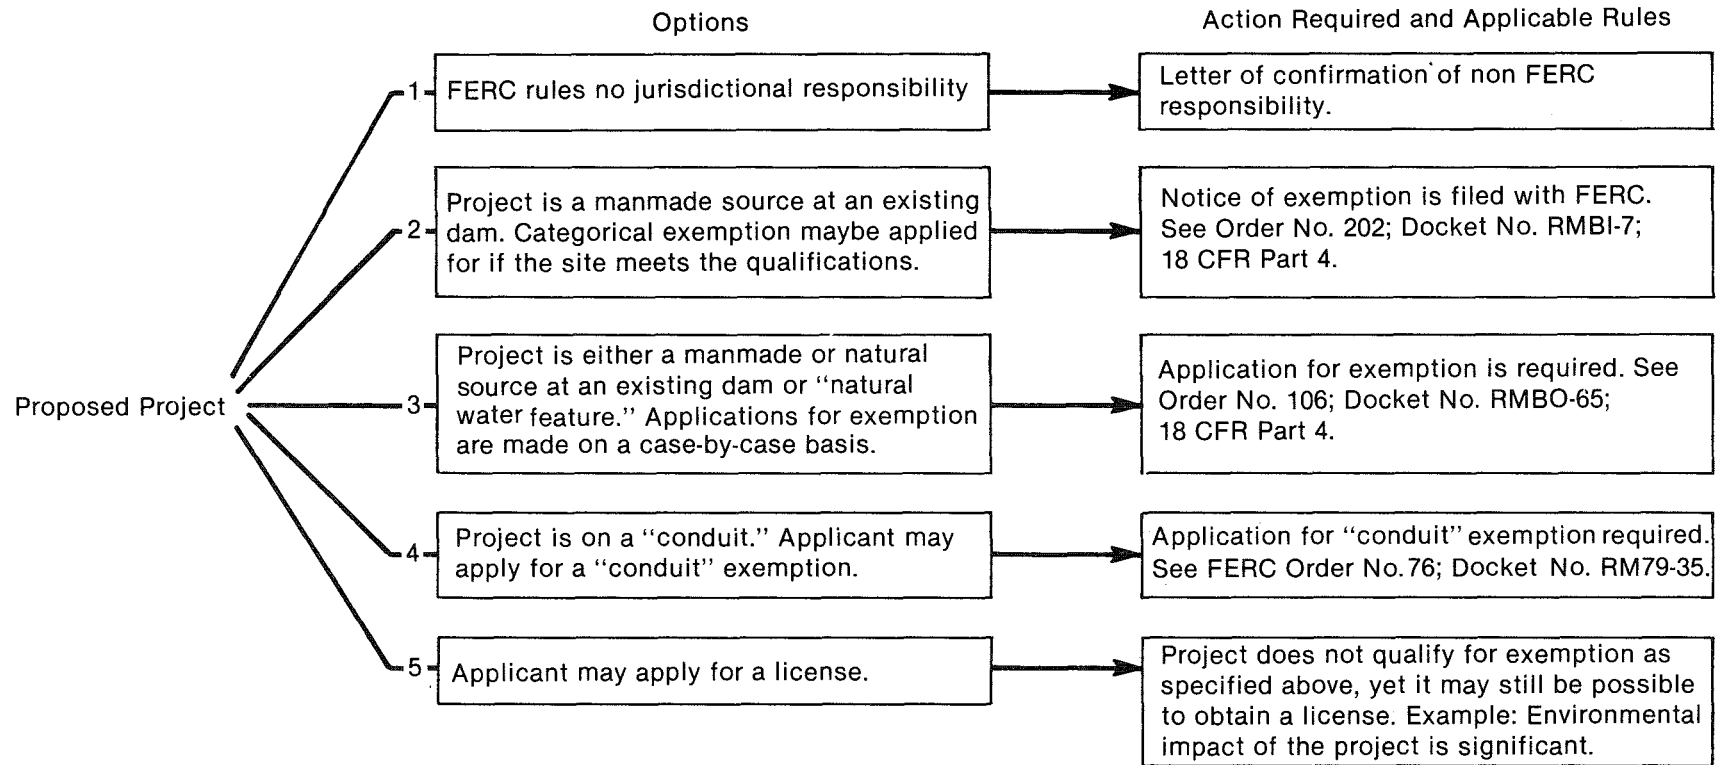 Options
Action Required and Applicable Rules
Proposed Project
1
FERC rules no jurisdictional responsibility
Letter of confirmation of non FERC
responsibility.
2
Project is a manmade source at an existing
dam. Categorical exemption maybe applied
for if the site meets the qualifications.
Notice of exemption is filed with FERC.
See Order No. 202; Docket No. RMBI-7;
18 CFR Part 4.
3
Project is either a manmade or natural
source at an existing dam or “natural
water feature.” Applications for exemption
are made on a case-by-case basis.
Application for exemption is required. See
Order No. 106; Docket No. RMBO-65;
18 CFR Part 4.
4
Project is on a “conduit.” Applicant may
apply for a “conduit” exemption.
Application for “conduit” exemption required.
See FERC Order No. 76; Docket No. RM79-35.
5
Applicant may apply for a license.
Project does not qualify for exemption as
specified above, yet it may still be possible
to obtain a license. Example: Environmental
impact of the project is significant.